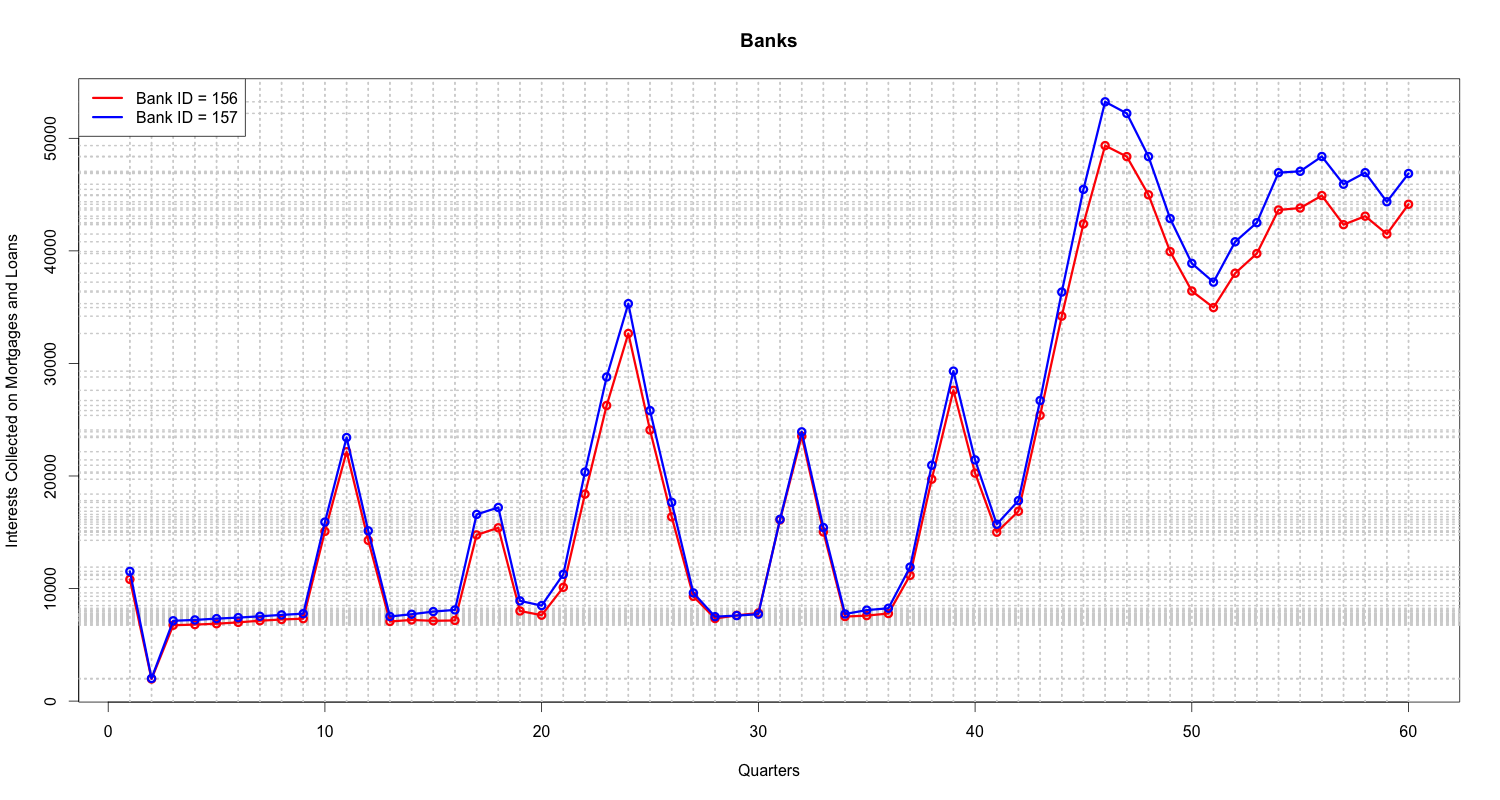 Banks
Bank ID = 156
Bank ID = 157
Interests Collected on Mortgages and Loans
50000
40000
30000
20000
10000
0
0 10 20 30 40 50 60
Quarters